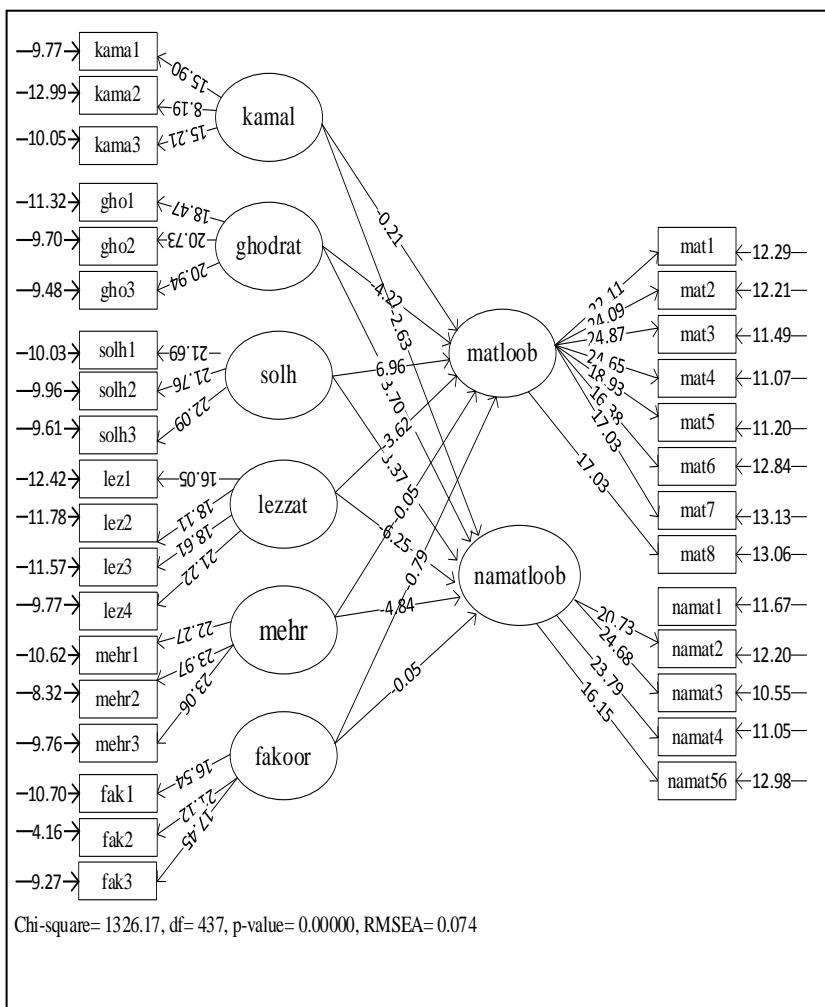 9.77 kama1
12.99 kama2
10.05 kama3
15.90
8.19
15.21
kamal
11.32 gho1
9.70 gho2
9.48 gho3
18.47
20.73
20.94
ghodrat
10.03 solh1
9.96 solh2
9.61 solh3
21.69
21.76
22.09
solh
12.42 lez1
11.78 lez2
11.57 lez3
9.77 lez4
16.05
18.11
18.61
21.22
lezzat
10.62 mehr1
8.32 mehr2
9.76 mehr3
22.27
23.97
23.06
mehr
10.70 fak1
4.16 fak2
9.27 fak3
16.54
21.12
17.45
fakoor
-0.21
-4.22
-2.63
6.96
3.70
-3.62
3.37
-0.05
-6.25
-0.79
-4.84
-0.05
matloob
22.11
24.09
24.87
24.65
18.93
16.38
17.03
17.03
mat1 12.29
mat2 12.21
mat3 11.49
mat4 11.07
mat5 11.20
mat6 12.84
mat7 13.13
mat8 13.06
namatloob
20.73
24.68
23.79
16.15
namat1 11.67
namat2 12.20
namat3 10.55
namat4 11.05
namat56 12.98
Chi-square= 1326.17, df= 437, p-value= 0.00000, RMSEA= 0.074